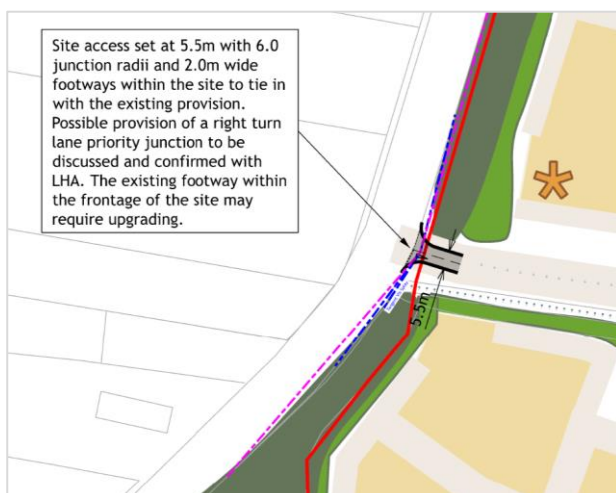 Site access set at 5.5m with 6.0
junction radii and 2.0m wide
footways within the site to tie in
with the existing provision.
Possible provision of a right turn
lane priority junction to be
discussed and confirmed with
LHA. The existing footway within
the frontage of the site may
require upgrading.
5.5m